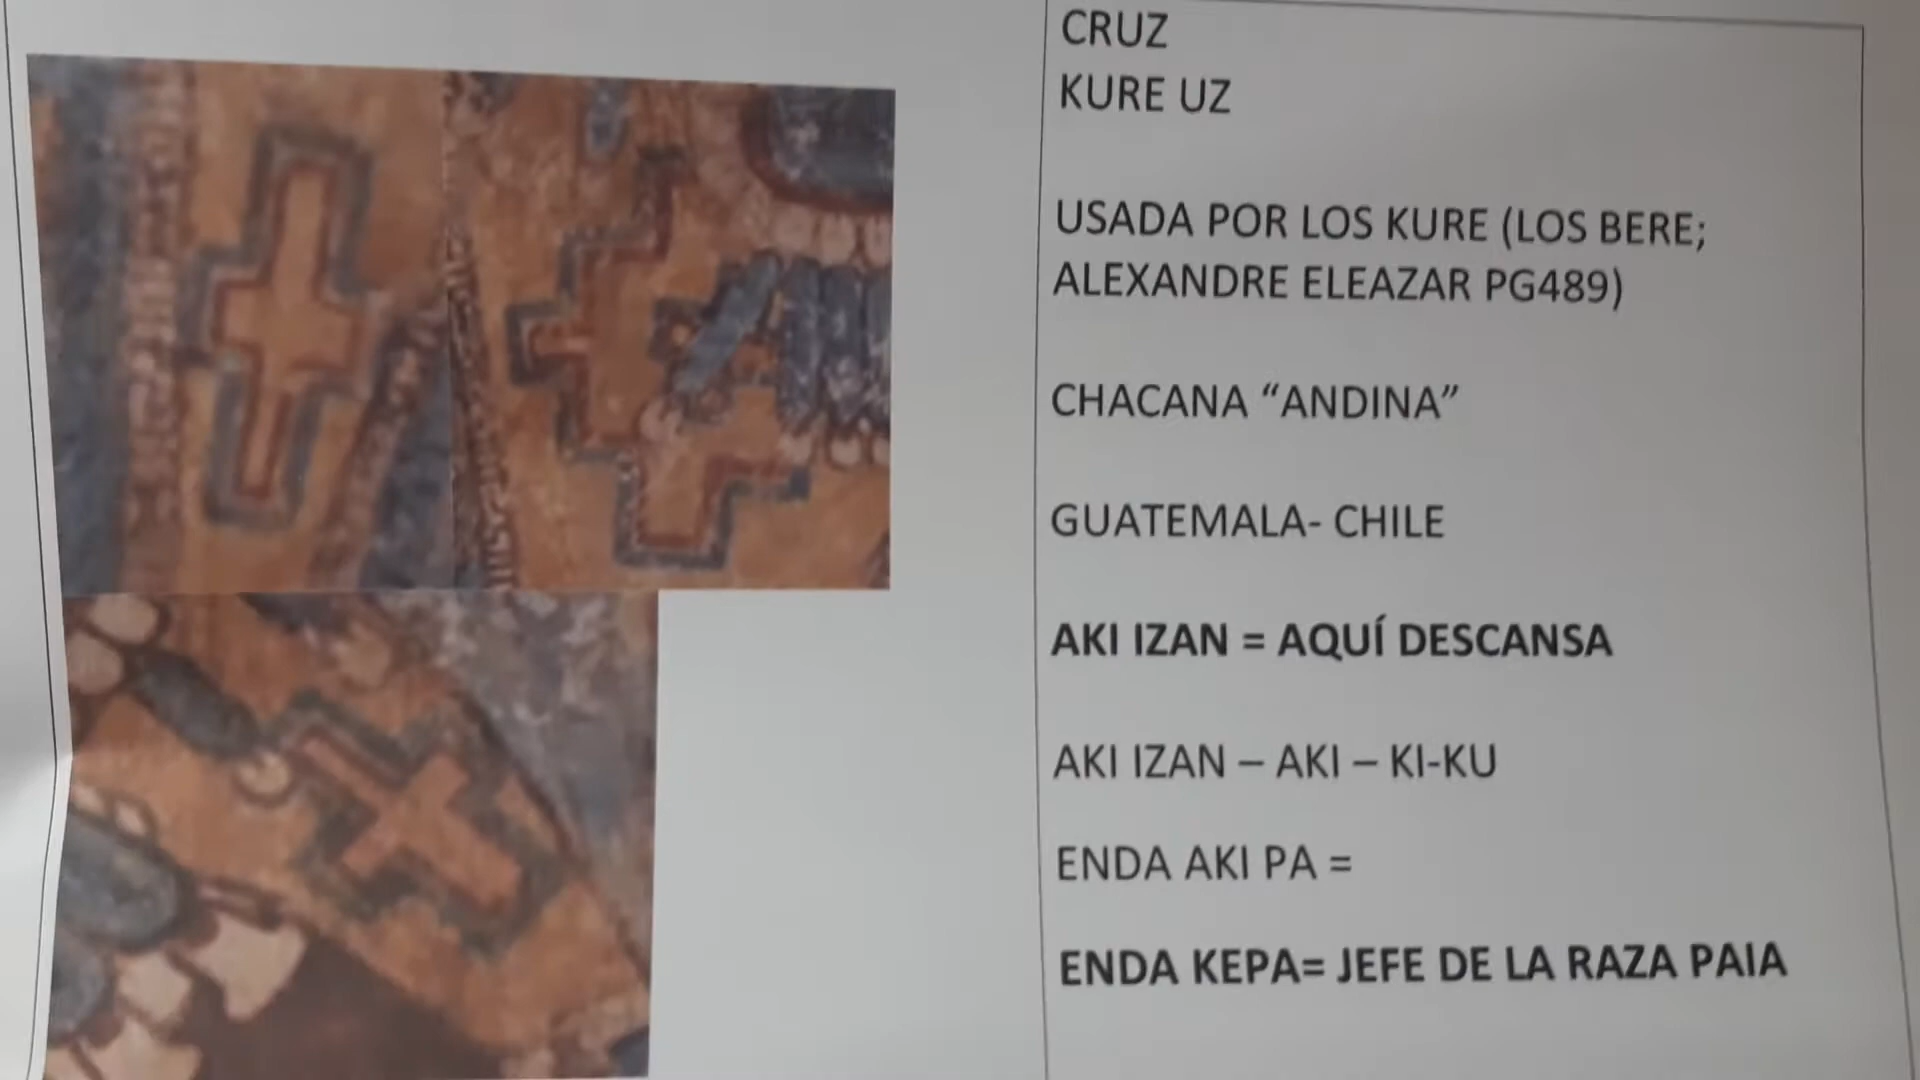 CRUZ
KURE UZ
USADA POR LOS KURE (LOS BERE;
ALEXANDRE ELEAZAR PG489)
CHACANA “ANDINA”
GUATEMALA- CHILE
AKI IZAN = AQUÍ DESCANSA
AKI IZAN – AKI – KI-KU
ENDA AKI PA =
ENDA KEPA= JEFE DE LA RAZA PAIA